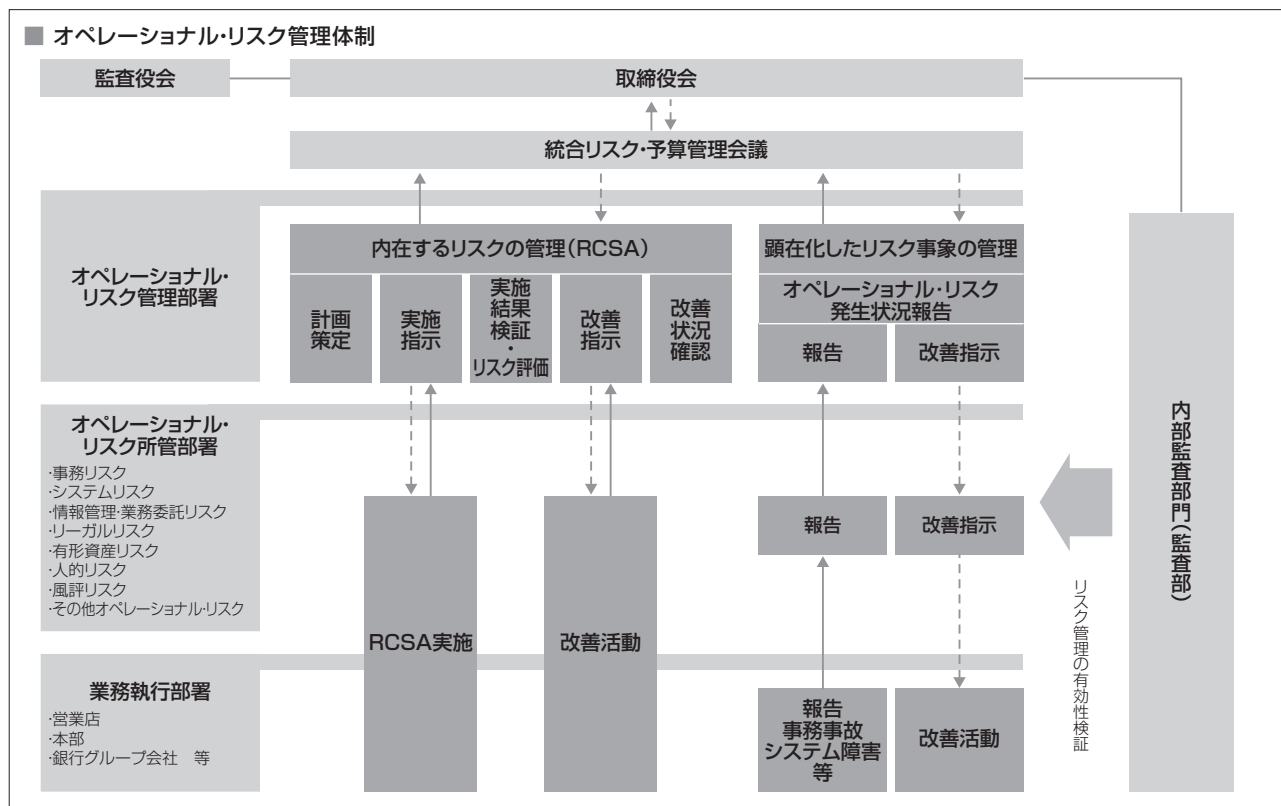 ■ オペレーショナル・リスク管理体制
監査役会
取締役会
統合リスク・予算管理会議
オペレーショナル・
リスク管理部署
内在するリスクの管理(RCSA)
計画
策定
実施
指示
実施
結果
検証
・
リスク評価
改善
指示
改善
状況
確認
顕在化したリスク事象の管理
オペレーショナル・リスク
発生状況報告
報告
改善指示
オペレーショナル・
リスク所管部署
・事務リスク
・システムリスク
・情報管理・業務委託リスク
・リーガルリスク
・有形資産リスク
・人的リスク
・風評リスク
・その他オペレーショナル・リスク
RCSA実施
改善活動
報告
改善指示
業務執行部署
・営業店
・本部
・銀行グループ会社 等
報告
事務事故
システム障害
等
改善活動
リスク管理の有効性検証
内部監査部門(監査部)